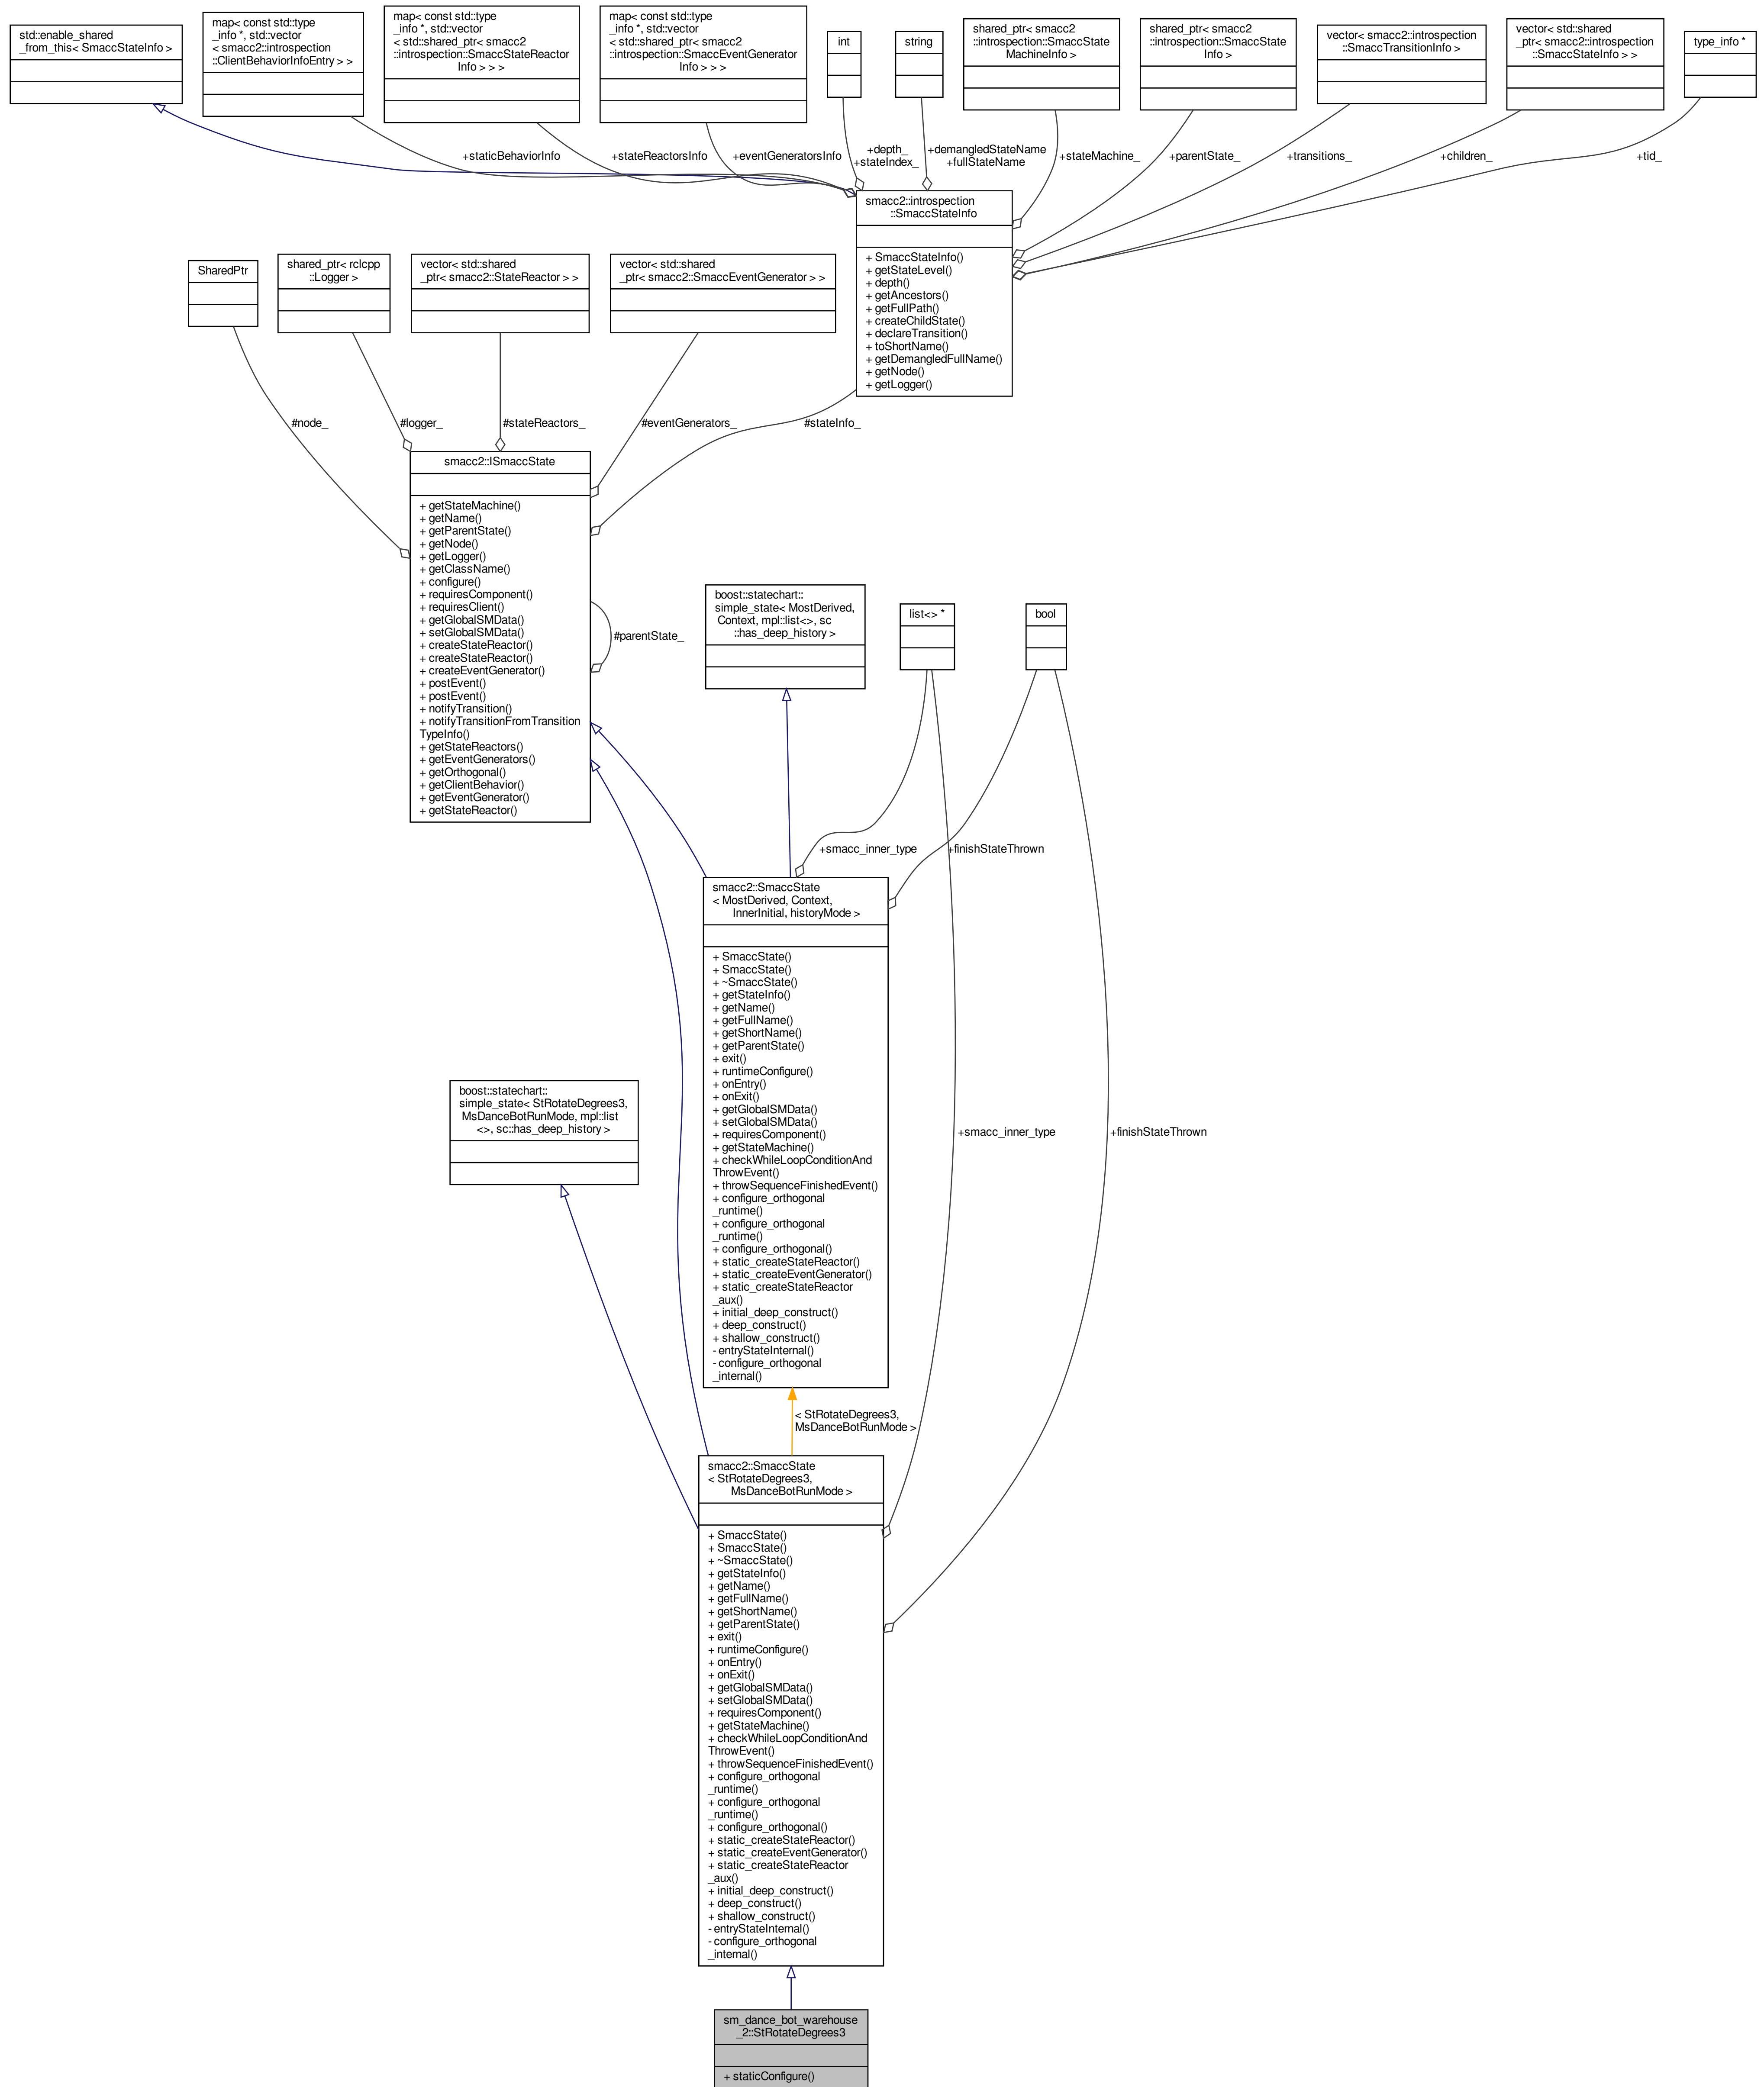 std::enable_shared
_from_this< SmaccStateInfo >
map< const std::type
_info *, std::vector
< smacc2::introspection
::ClientBehaviorInfoEntry > >
map< const std::type
_info *, std::vector
< std::shared_ptr< smacc2
::introspection::SmaccStateReactor
Info > > >
map< const std::type
_info *, std::vector
< std::shared_ptr< smacc2
::introspection::SmaccEventGenerator
Info > > >
int
string
shared_ptr< smacc2
::introspection::SmaccState
MachineInfo >
shared_ptr< smacc2
::introspection::SmaccState
Info >
vector< smacc2::introspection
::SmaccTransitionInfo >
vector< std::shared
_ptr< smacc2::introspection
::SmaccStateInfo > >
type_info *
+staticBehaviorInfo
+stateReactorsInfo
+eventGeneratorsInfo
+depth_
+stateIndex_
+demangledStateName
+fullStateName
+stateMachine_
+parentState_
+transitions_
+children_
+tid_
smacc2::introspection
::SmaccStateInfo
+ SmaccStateInfo()
+ getStateLevel()
+ depth()
+ getAncestors()
+ getFullPath()
+ createChildState()
+ declareTransition()
+ toShortName()
+ getDemangledFullName()
+ getNode()
+ getLogger()
SharedPtr
shared_ptr< rclcpp
::Logger >
vector< std::shared
_ptr< smacc2::StateReactor > >
vector< std::shared
_ptr< smacc2::SmaccEventGenerator > >
#node_
#logger_
#stateReactors_
#eventGenerators_
#stateInfo_
smacc2::ISmaccState
+ getStateMachine()
+ getName()
+ getParentState()
+ getNode()
+ getLogger()
+ getClassName()
+ configure()
+ requiresComponent()
+ requiresClient()
+ getGlobalSMData()
+ setGlobalSMData()
+ createStateReactor()
+ createStateReactor()
+ createEventGenerator()
+ postEvent()
+ postEvent()
+ notifyTransition()
+ notifyTransitionFromTransition
TypeInfo()
+ getStateReactors()
+ getEventGenerators()
+ getOrthogonal()
+ getClientBehavior()
+ getEventGenerator()
+ getStateReactor()
#parentState_
boost::statechart::
simple_state< MostDerived,
Context, mpl::list<>, sc
::has_deep_history >
list<> *
bool
+smacc_inner_type
+finishStateThrown
smacc2::SmaccState
< MostDerived, Context,
InnerInitial, historyMode >
+ SmaccState()
+ SmaccState()
+ ~SmaccState()
+ getStateInfo()
+ getName()
+ getFullName()
+ getShortName()
+ getParentState()
+ exit()
+ runtimeConfigure()
+ onEntry()
+ onExit()
+ getGlobalSMData()
+ setGlobalSMData()
+ requiresComponent()
+ getStateMachine()
+ checkWhileLoopConditionAnd
ThrowEvent()
+ throwSequenceFinishedEvent()
+ configure_orthogonal
_runtime()
+ configure_orthogonal
_runtime()
+ configure_orthogonal()
+ static_createStateReactor()
+ static_createEventGenerator()
+ static_createStateReactor
_aux()
+ initial_deep_construct()
+ deep_construct()
+ shallow_construct()
- entryStateInternal()
- configure_orthogonal
_internal()
boost::statechart::
simple_state< StRotateDegrees3,
MsDanceBotRunMode, mpl::list
<>, sc::has_deep_history >
+smacc_inner_type
+finishStateThrown
< StRotateDegrees3,
MsDanceBotRunMode >
smacc2::SmaccState
< StRotateDegrees3,
MsDanceBotRunMode >
+ SmaccState()
+ SmaccState()
+ ~SmaccState()
+ getStateInfo()
+ getName()
+ getFullName()
+ getShortName()
+ getParentState()
+ exit()
+ runtimeConfigure()
+ onEntry()
+ onExit()
+ getGlobalSMData()
+ setGlobalSMData()
+ requiresComponent()
+ getStateMachine()
+ checkWhileLoopConditionAnd
ThrowEvent()
+ throwSequenceFinishedEvent()
+ configure_orthogonal
_runtime()
+ configure_orthogonal
_runtime()
+ configure_orthogonal()
+ static_createStateReactor()
+ static_createEventGenerator()
+ static_createStateReactor
_aux()
+ initial_deep_construct()
+ deep_construct()
+ shallow_construct()
- entryStateInternal()
- configure_orthogonal
_internal()
sm_dance_bot_warehouse
_2::StRotateDegrees3
+ staticConfigure()